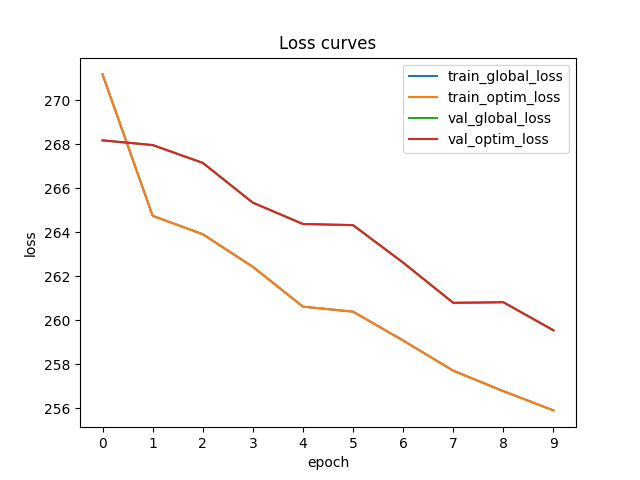 Loss curves
train_global_loss
train_optim_loss
val_global_loss
val_optim_loss
loss
270
268
266
264
262
260
258
256
0 1 2 3 4 5 6 7 8 9
epoch